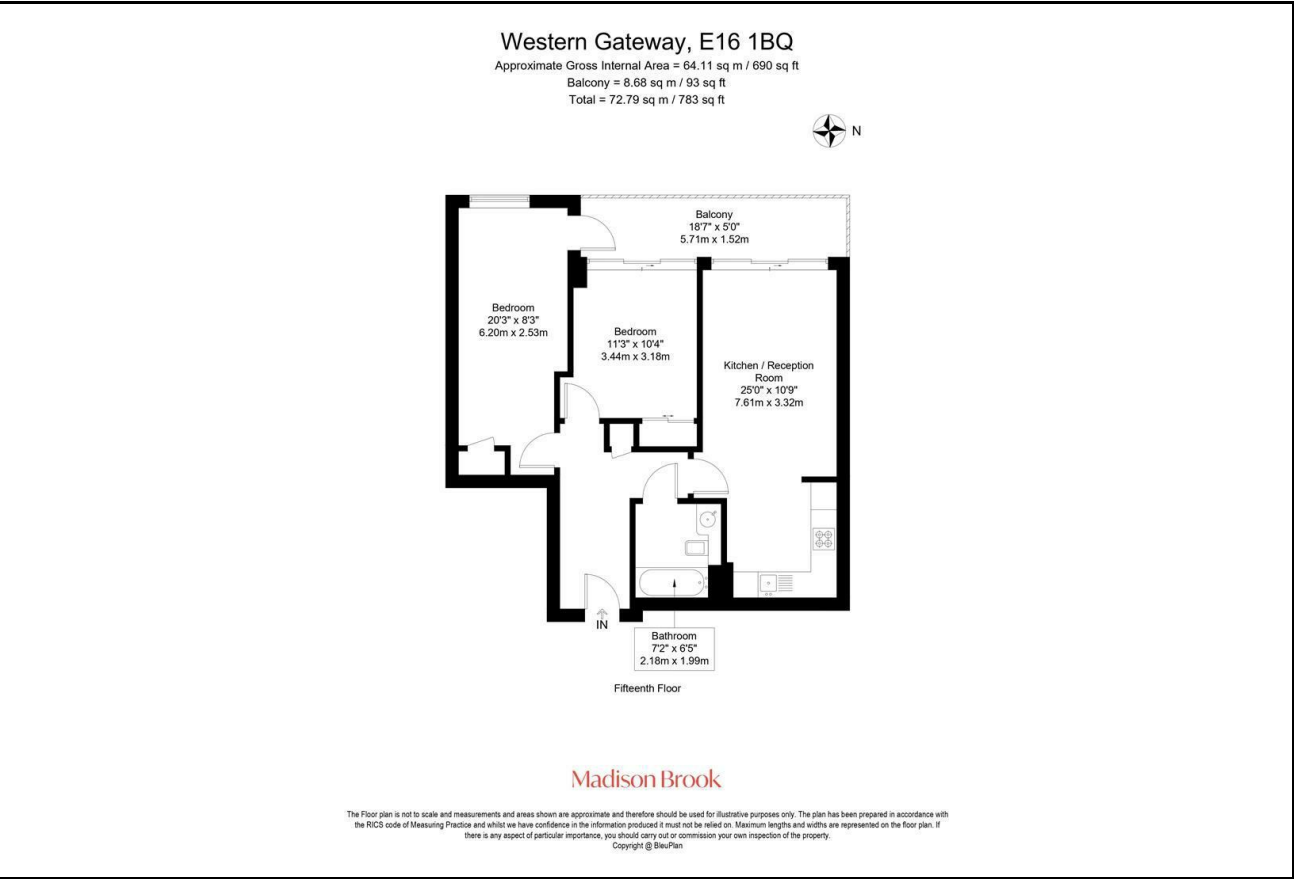 Western Gateway, E16 1BQ
Approximate Gross Internal Area = 64.11 sq m / 690 sq ft
Balcony = 8.68 sq m / 93 sq ft
Total = 72.79 sq m / 783 sq ft
N
Balcony
18'7" x 5'0"
5.71m x 1.52m
Bedroom
20'3" x 8'3"
6.20m x 2.53m
Bedroom
11'3" x 10'4"
3.44m x 3.18m
Kitchen / Reception
Room
25'0" x 10'9"
7.61m x 3.32m
IN
Bathroom
7'2" x 6'5"
2.18m x 1.99m
Fifteenth Floor
Madison Brook
The Floor plan is not to scale and measurements and areas shown are approximate and therefore should be used for illustrative purposes only. The plan has been prepared in accordance with
the RICS code of Measuring Practice and whilst we have confidence in the information produced it must not be relied on. Maximum lengths and widths are represented on the floor plan. If
there is any aspect of particular importance, you should carry out or commission your own inspection of the property.
Copyright @ BleuPlan